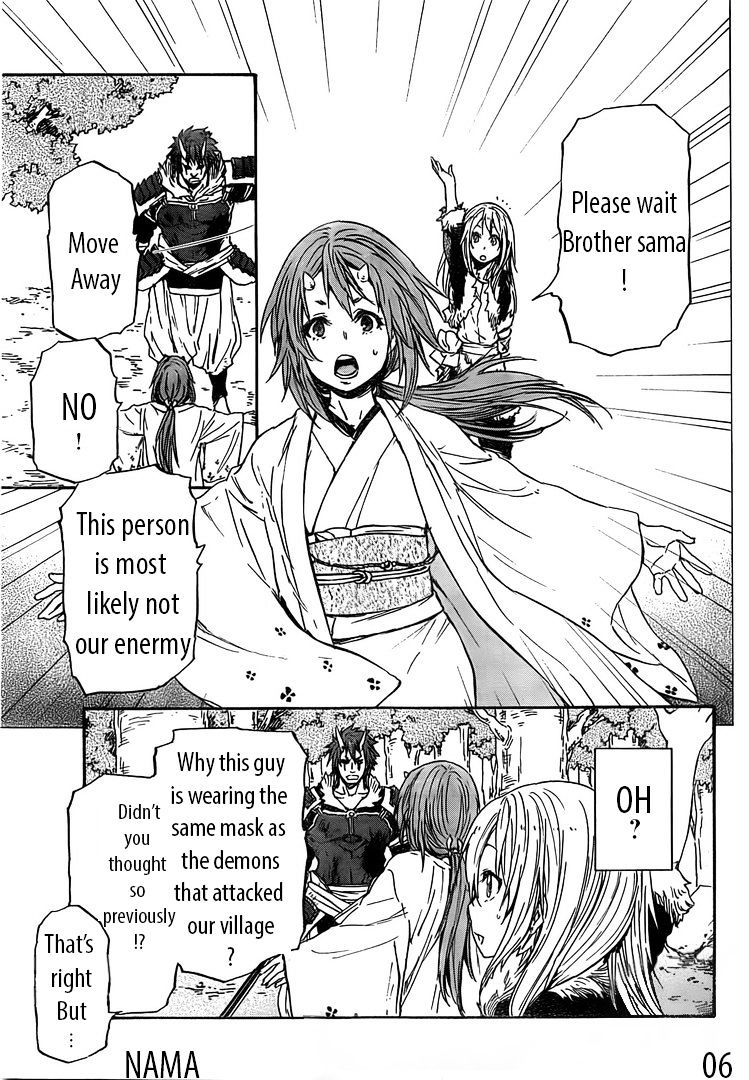 Please wait
Brother sama
!
Move
Away
NO
!
This person
is most
likely not
our enermy
OH
?
Why this guy
is wearing the
same mask as
the demons
that attacked
our village
?
Didn't
you
thought
so
previously
!?
That's
right
But
...
NAMA
06